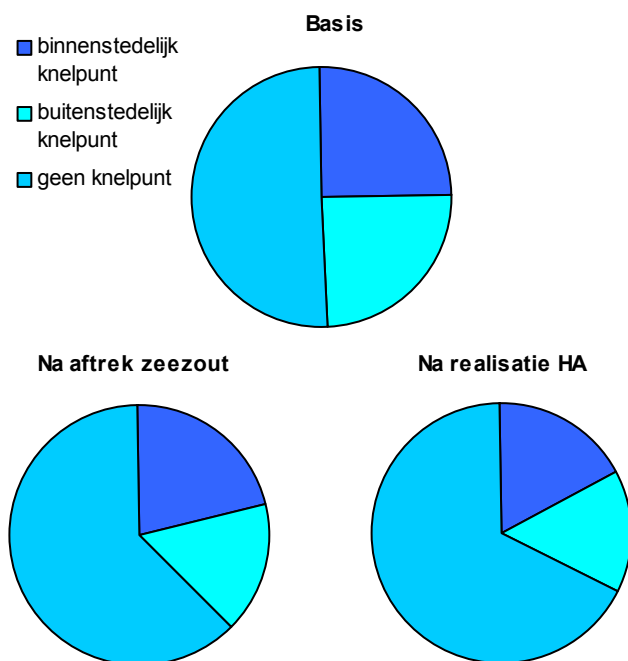 Basis
binnenstedelijk
knelpunt
buitenstedelijk
knelpunt
geen knelpunt
Na aftrek zeezout
Na realisatie HA